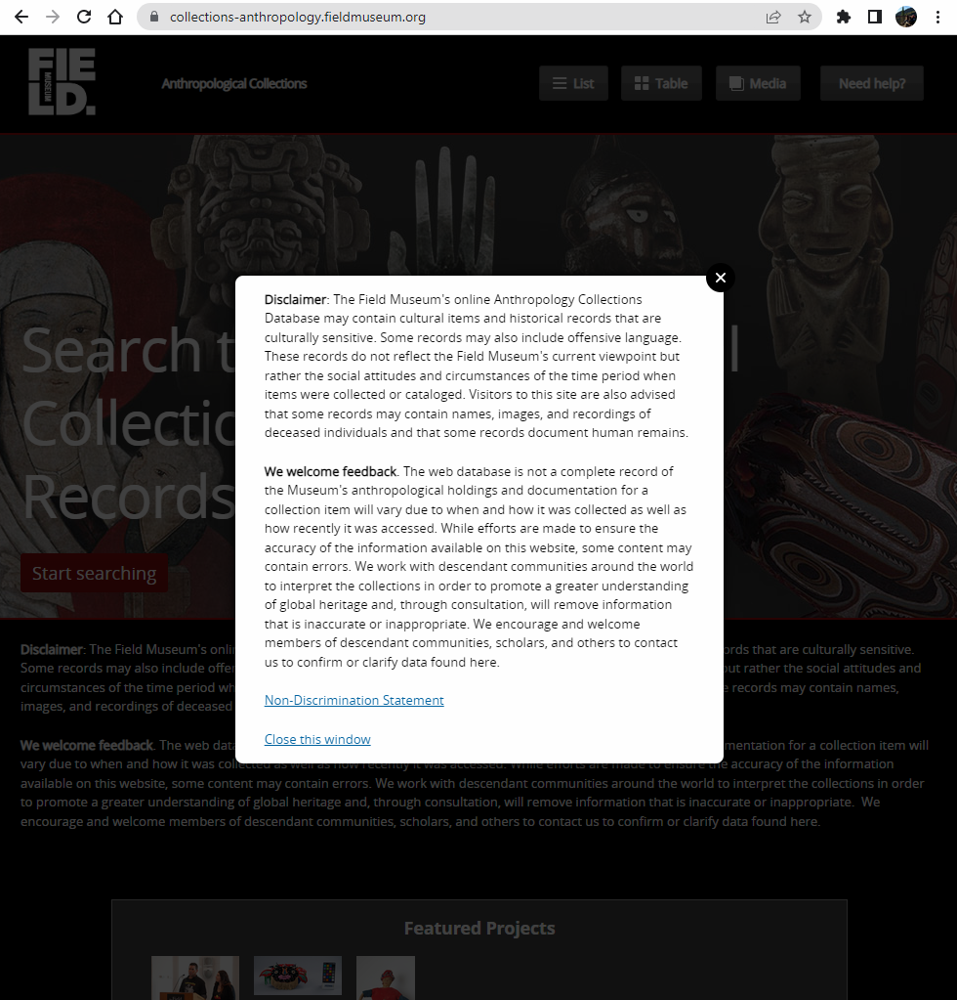 collections-anthropology.fieldmuseum.org
FIE
MUSEUM
LD.
Anthropological Collections
List
Table
Media
Need help?
Search t
l
Collectio
Records
Start searching
Disclaimer: The Field Museum's online Anthropology Collections
Database may contain cultural items and historical records that are
culturally sensitive. Some records may also include offensive language.
These records do not reflect the Field Museum's current viewpoint but
rather the social attitudes and circumstances of the time period when
items were collected or cataloged. Visitors to this site are also advised
that some records may contain names, images, and recordings of
deceased individuals and that some records document human remains.
We welcome feedback. The web database is not a complete record of
the Museum's anthropological holdings and documentation for a
collection item will vary due to when and how it was collected as well as
how recently it was accessed. While efforts are made to ensure the
accuracy of the information available on this website, some content may
contain errors. We work with descendant communities around the world
to interpret the collections in order to promote a greater understanding
of global heritage and, through consultation, will remove information
that is inaccurate or inappropriate. We encourage and welcome
members of descendant communities, scholars, and others to contact
us to confirm or clarify data found here.
Non-Discrimination Statement
Close this window
Disclaimer: The Field Museum's onli ords that are culturally sensitive.
Some records may also include offer ut rather the social attitudes and
circumstances of the time period wh e records may contain names,
images, and recordings of deceased
We welcome feedback. The web data mentation for a collection item will
vary due to when and how it was collected as well as how recently it was accessed. While efforts are made to ensure the accuracy of the information
available on this website, some content may contain errors. We work with descendant communities around the world to interpret the collections in order
to promote a greater understanding of global heritage and, through consultation, will remove information that is inaccurate or inappropriate. We
encourage and welcome members of descendant communities, scholars, and others to contact us to confirm or clarify data found here.
Featured Projects